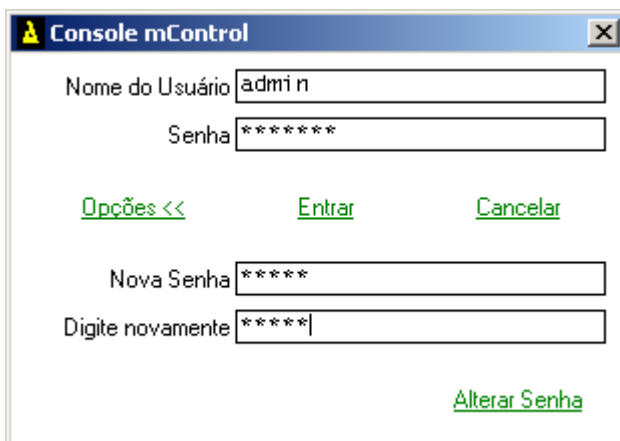 Console mControl
Nome do Usuário admin
Senha *******
Opções << Entrar Cancelar
Nova Senha *****
Digite novamente *****
Alterar Senha